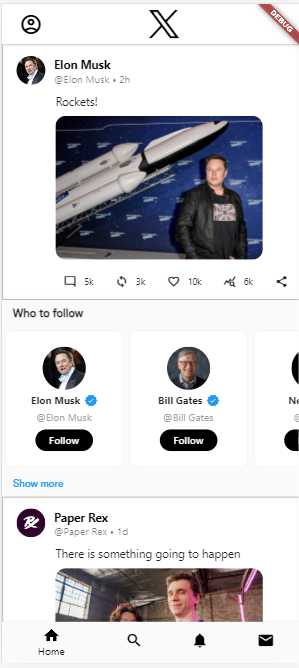 DEBUG
Elon Musk
@Elon Musk • 2h
Rockets!
5k 3k 10k 6k
Who to follow
Elon Musk
@Elon Musk
Follow
Bill Gates
@Bill Gates
Follow
Ne
@
Show more
Paper Rex
@Paper Rex • 1d
There is something going to happen
Home